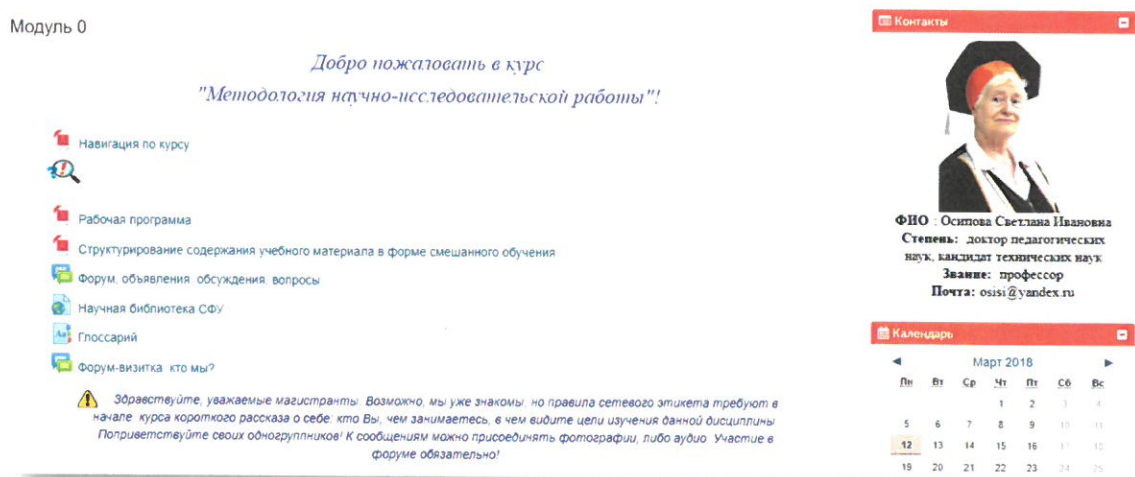 Модуль 0
Добро пожаловать в курс
"Методология научно-исследовательской работы"!
Навигация по курсу
Рабочая программа
Структурирование содержания учебного материала в форме смешанного обучения
Форум, объявления, обсуждения, вопросы
Научная библиотека СФУ
Глоссарий
Форум-визитка кто мы?
Здравствуйте, уважаемые магистранты. Возможно, мы уже знакомы, но правила сетевого этикета требуют в
начале курса короткого рассказа о себе: кто Вы, чем занимаетесь, в чем видите цели изучения данной дисциплины
Поприветствуйте своих одногруппников! К сообщениям можно присоединять фотографии, либо аудио. Участие в
форуме обязательно!
Контакты
ФИО : Осипова Светлана Ивановна
Степень: доктор педагогических
наук, кандидат технических наук
Звание: профессор
Почта: osisi@yandex.ru
Календарь
◄ Март 2018 ►
Пн Вт Ср Чт Пт Сб Вс
1 2 3 4
5 6 7 8 9 10 11
12 13 14 15 16 17 18
19 20 21 22 23 24 25